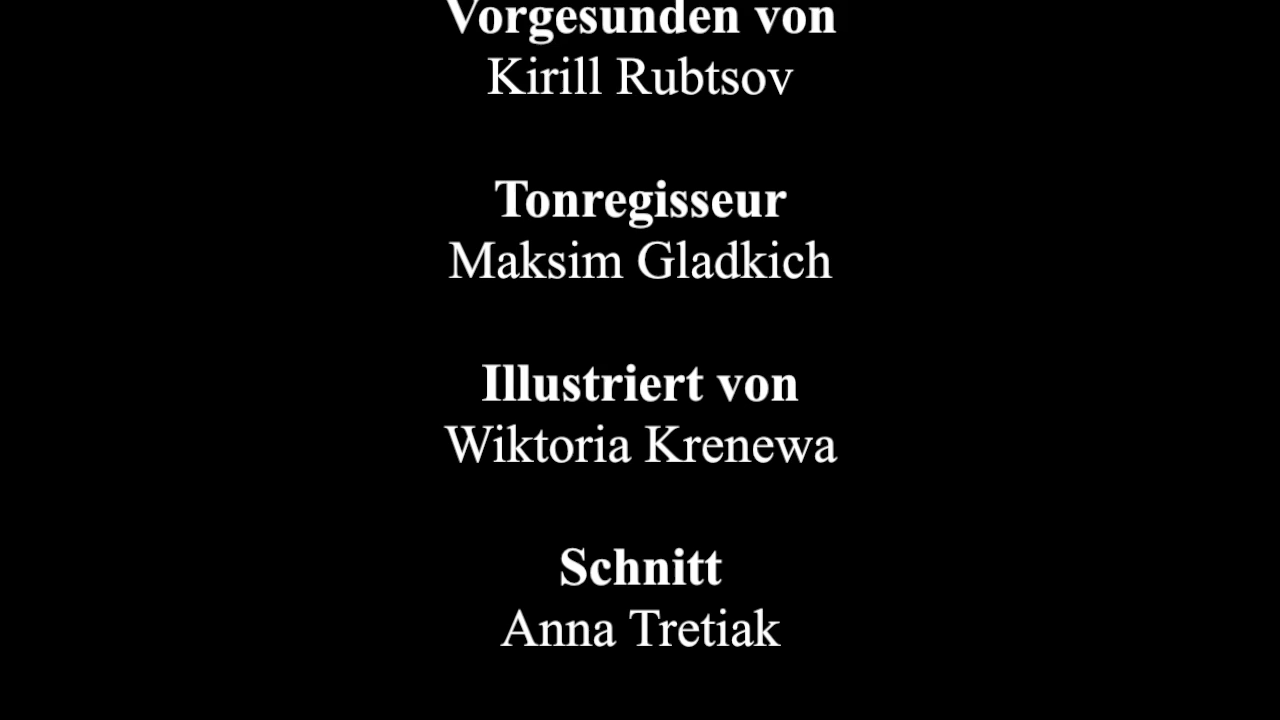 Vorgesunden von
Kirill Rubtsov
Tonregisseur
Maksim Gladkich
Illustriert von
Wiktoria Krenewa
Schnitt
Anna Tretiak